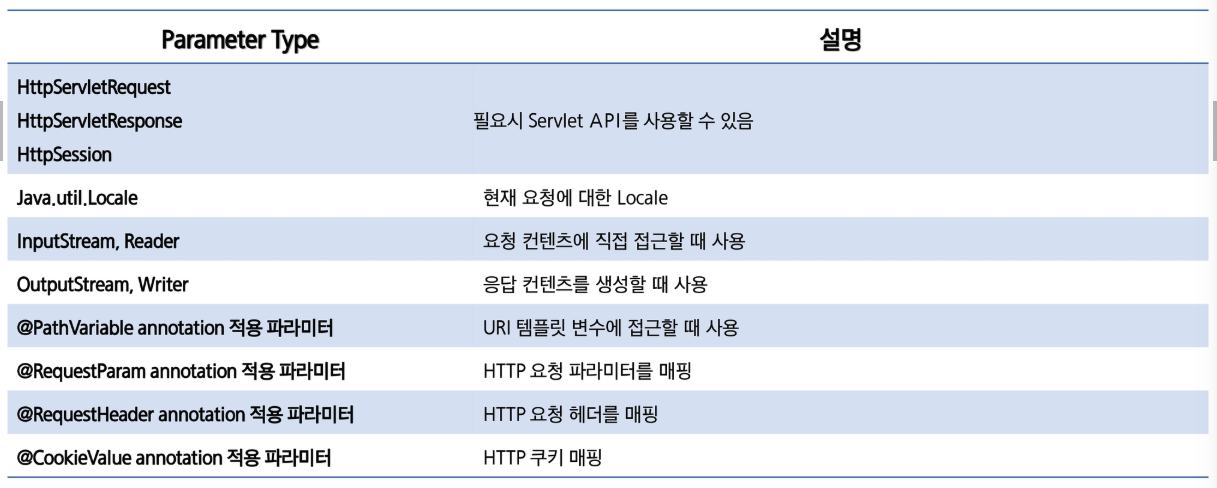 Parameter Type 설명
HttpServletRequest
HttpServletResponse 필요시 Servlet API를 사용할 수 있음
HttpSession
Java.util.Locale 현재 요청에 대한 Locale
InputStream, Reader 요청 컨텐츠에 직접 접근할 때 사용
OutputStream, Writer 응답 컨텐츠를 생성할 때 사용
@PathVariable annotation 적용 파라미터 URI 템플릿 변수에 접근할 때 사용
@RequestParam annotation 적용 파라미터 HTTP 요청 파라미터를 매핑
@RequestHeader annotation 적용 파라미터 HTTP 요청 헤더를 매핑
@CookieValue annotation 적용 파라미터 HTTP 쿠키 매핑